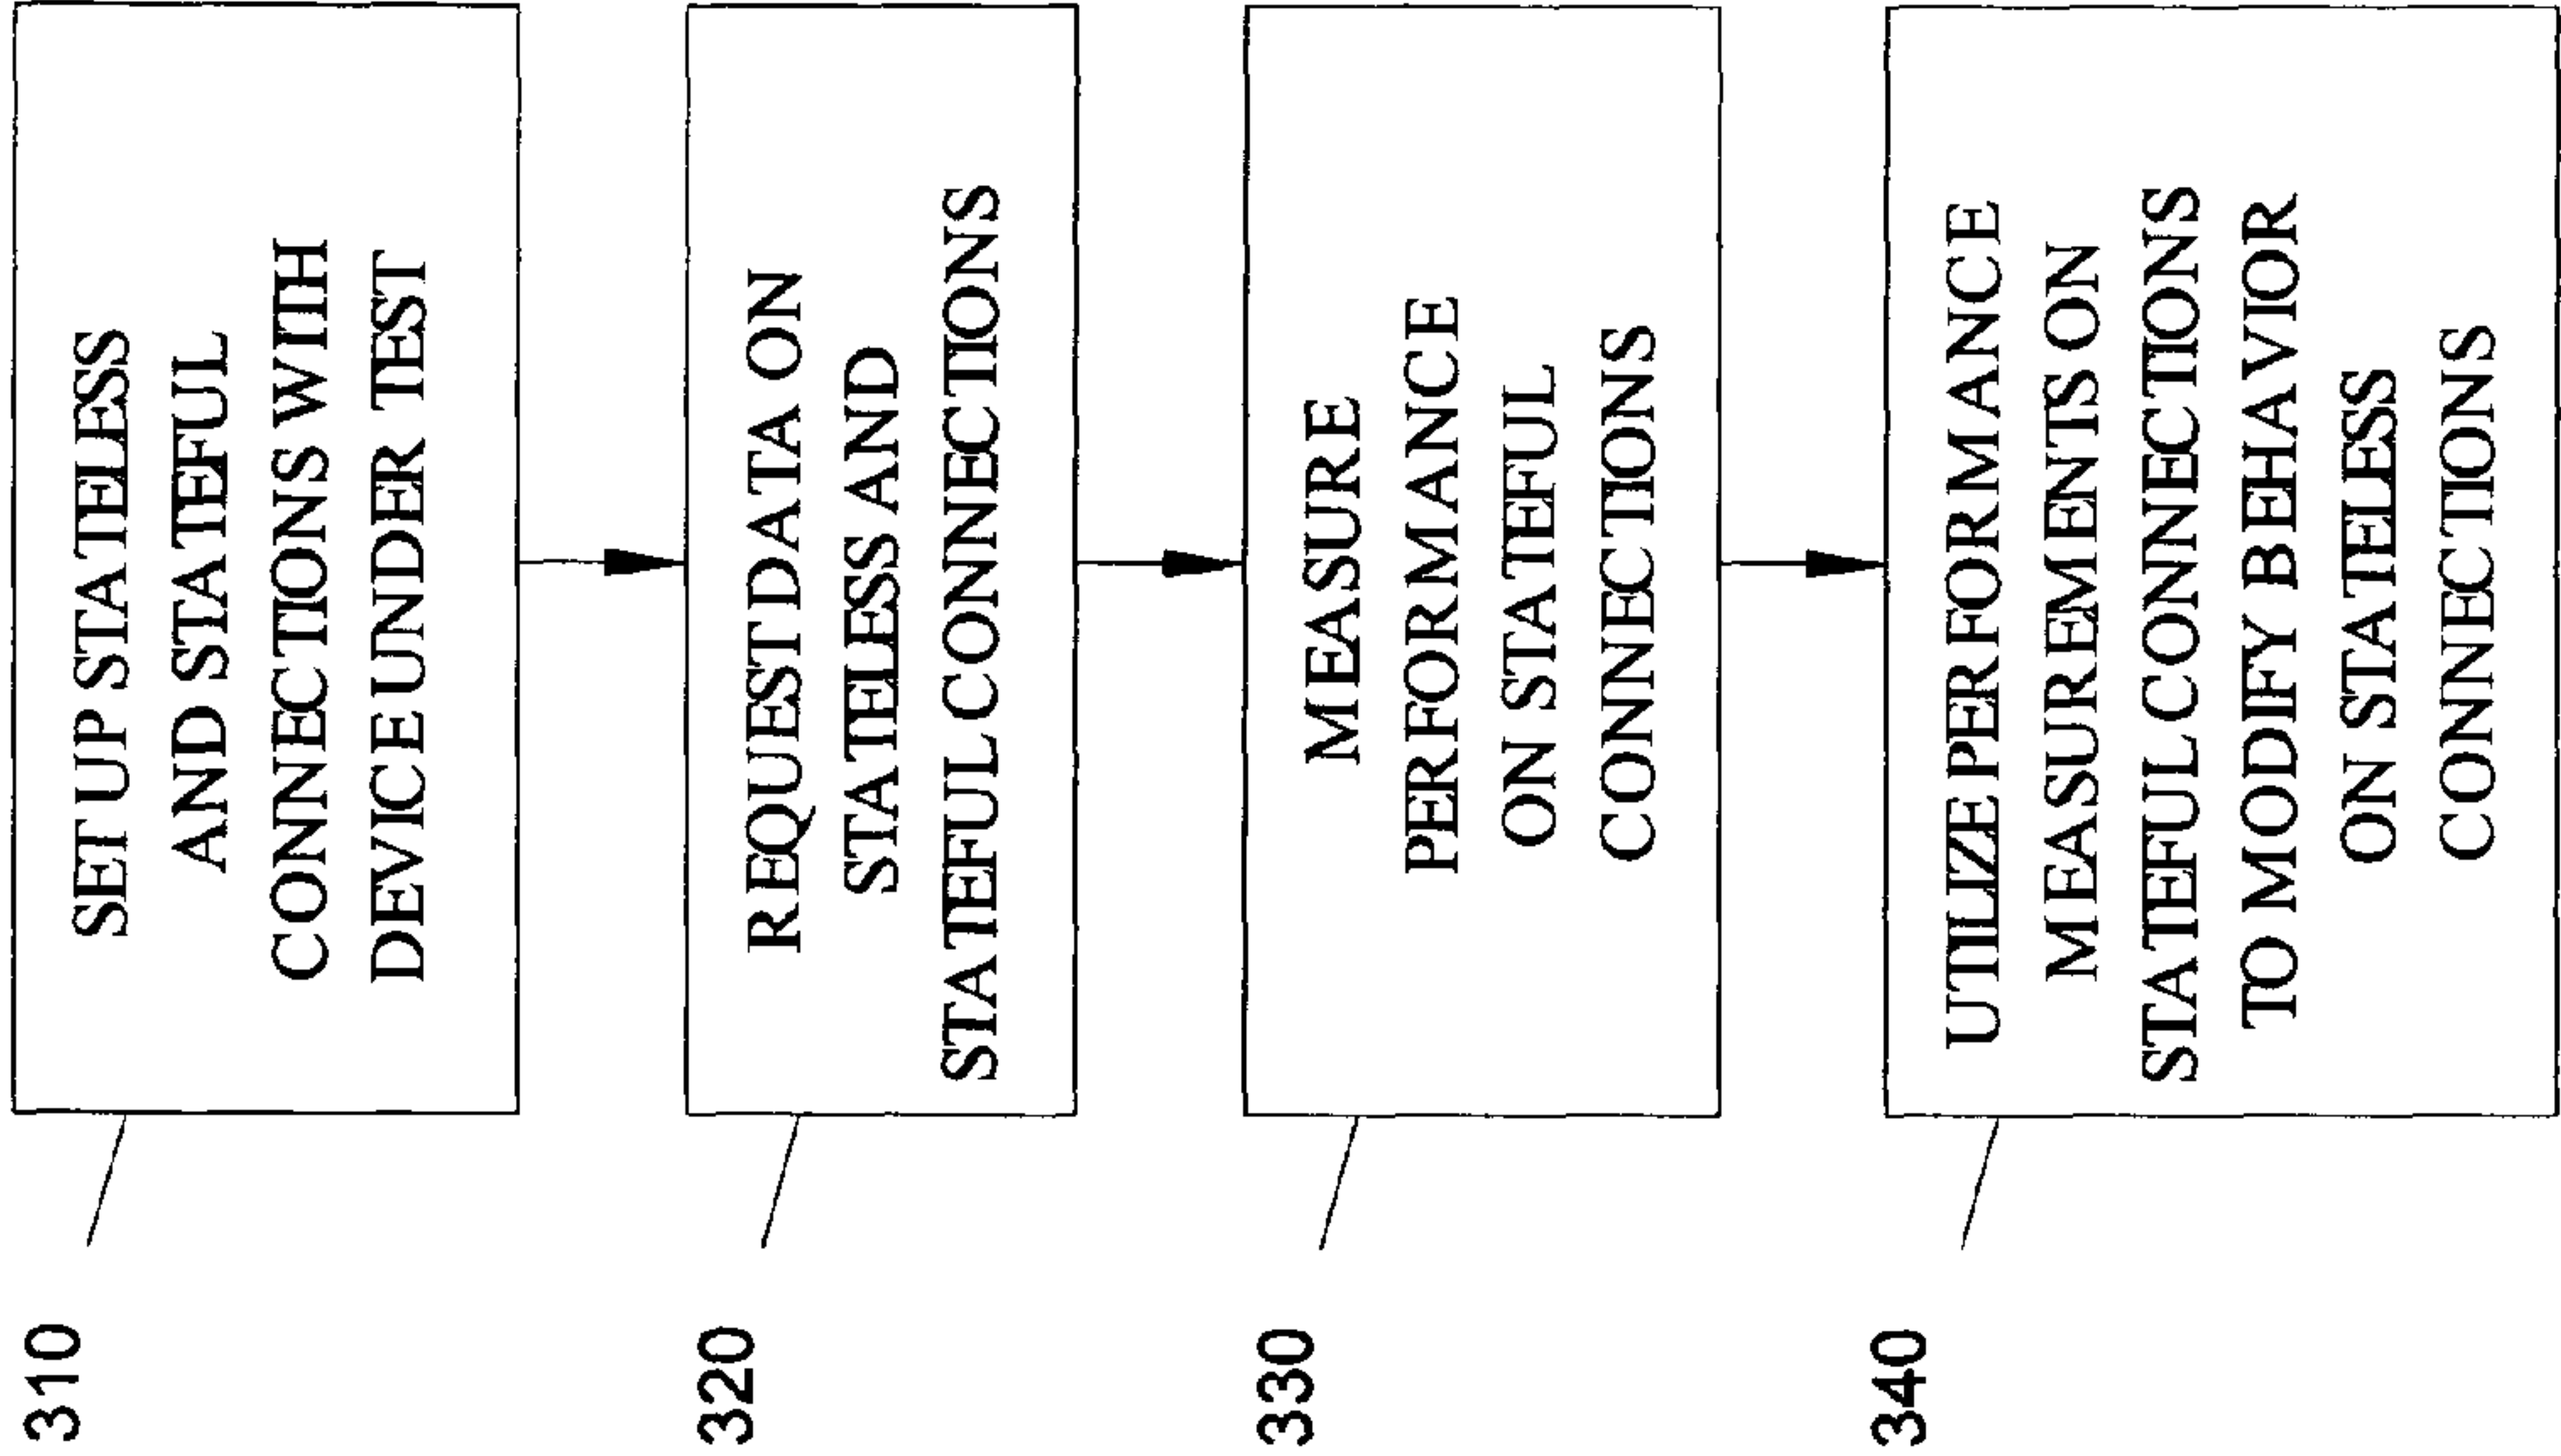 310
SET UP STATELESS
AND STATEFUL
CONNECTIONS WITH
DEVICE UNDER TEST
320
REQUEST DATA ON
STATELESS AND
STATEFUL CONNECTIONS
330
MEASURE
PERFORMANCE
ON STATEFUL
CONNECTIONS
340
UTILIZE PERFORMANCE
MEASUREMENTS ON
STATEFUL CONNECTIONS
TO MODIFY BEHAVIOR
ON STATELESS
CONNECTIONS